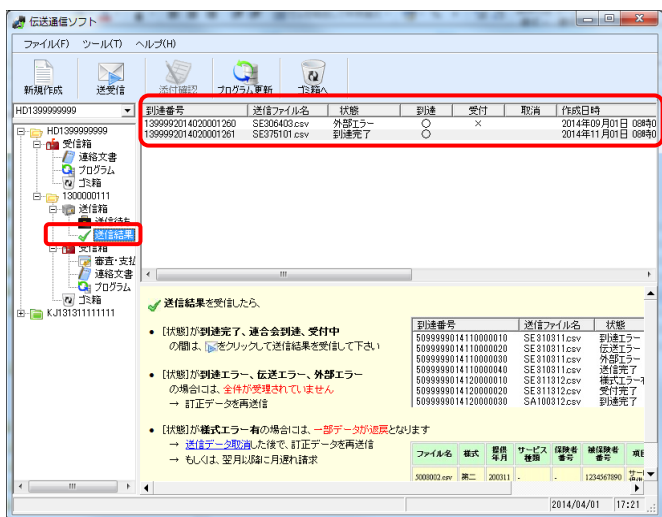 伝送通信ソフト
ファイル(F) ツール(T) ヘルプ(H)
新規作成 送受信 添付確認 プログラム更新 ゴミ箱へ
HD1399999999
到達番号 送信ファイル名 状態 到達 受付 取消 作成日時
1399992014020001260 SE306403.csv 外部エラー ○ × 2014年09月01日 08時0
1399992014020001261 SE375101.csv 到達完了 ○ 2014年11月01日 08時0
HD1399999999
受信箱
連絡文書
プログラム
ゴミ箱
1300000111
送信箱
送信待ち
送信結果
受信箱
審査・支払
連絡文書
プログラム
ゴミ箱
KJ131311111111
送信結果を受信したら、
• [状態]が到達完了、連合会到達、受付中
の間は、をクリックして送信結果を受信して下さい
• [状態]が到達エラー、伝送エラー、外部エラー
の場合には、全件が受理されていません
→ 訂正データを再送信
• [状態]が様式エラー有の場合には、一部データが返戻となります
→ 送信データ取消した後で、訂正データを再送信
→ もしくは、翌月以降に月遅れ請求
到達番号 送信ファイル名 状態
5099999014110000010 SE310311.csv 到達エラー
5099999014110000020 SE310311.csv 伝送エラー
5099999014110000030 SE310311.csv 外部エラー
5099999014110000040 SE310311.csv 送信完了
5099999014120000010 SE311312.csv 様式エラー有
5099999014120000020 SE311312.csv 受付完了
5099999014120000030 SA100312.csv 到達完了
ファイル名 様式 提供年月 サービス種類 保険者番号 被保険者番号 項目
5008002.csv 第二 200311 - - 1234567890 サービ
2014/04/01 17:21